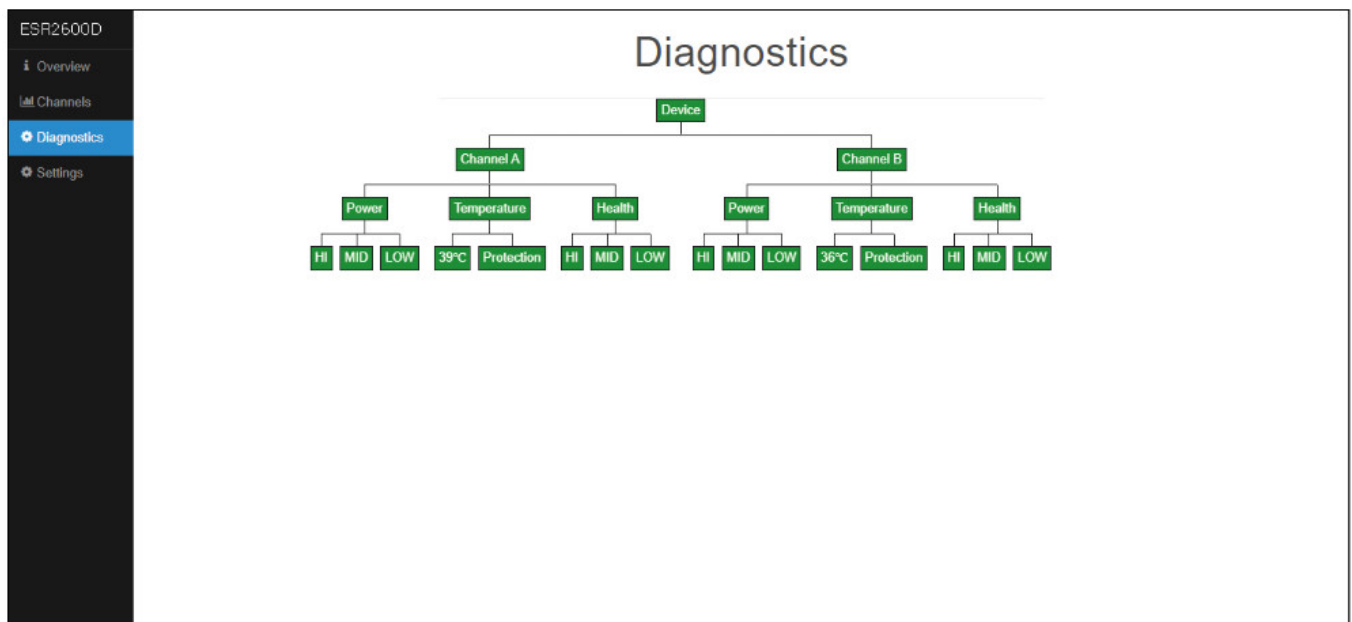 ESR2600D
Overview
Channels
Diagnostics
Settings
Diagnostics
Device
Channel A Channel B
Power Temperature Health Power Temperature Health
HI MID LOW 39°C Protection HI MID LOW HI MID LOW 36°C Protection HI MID LOW